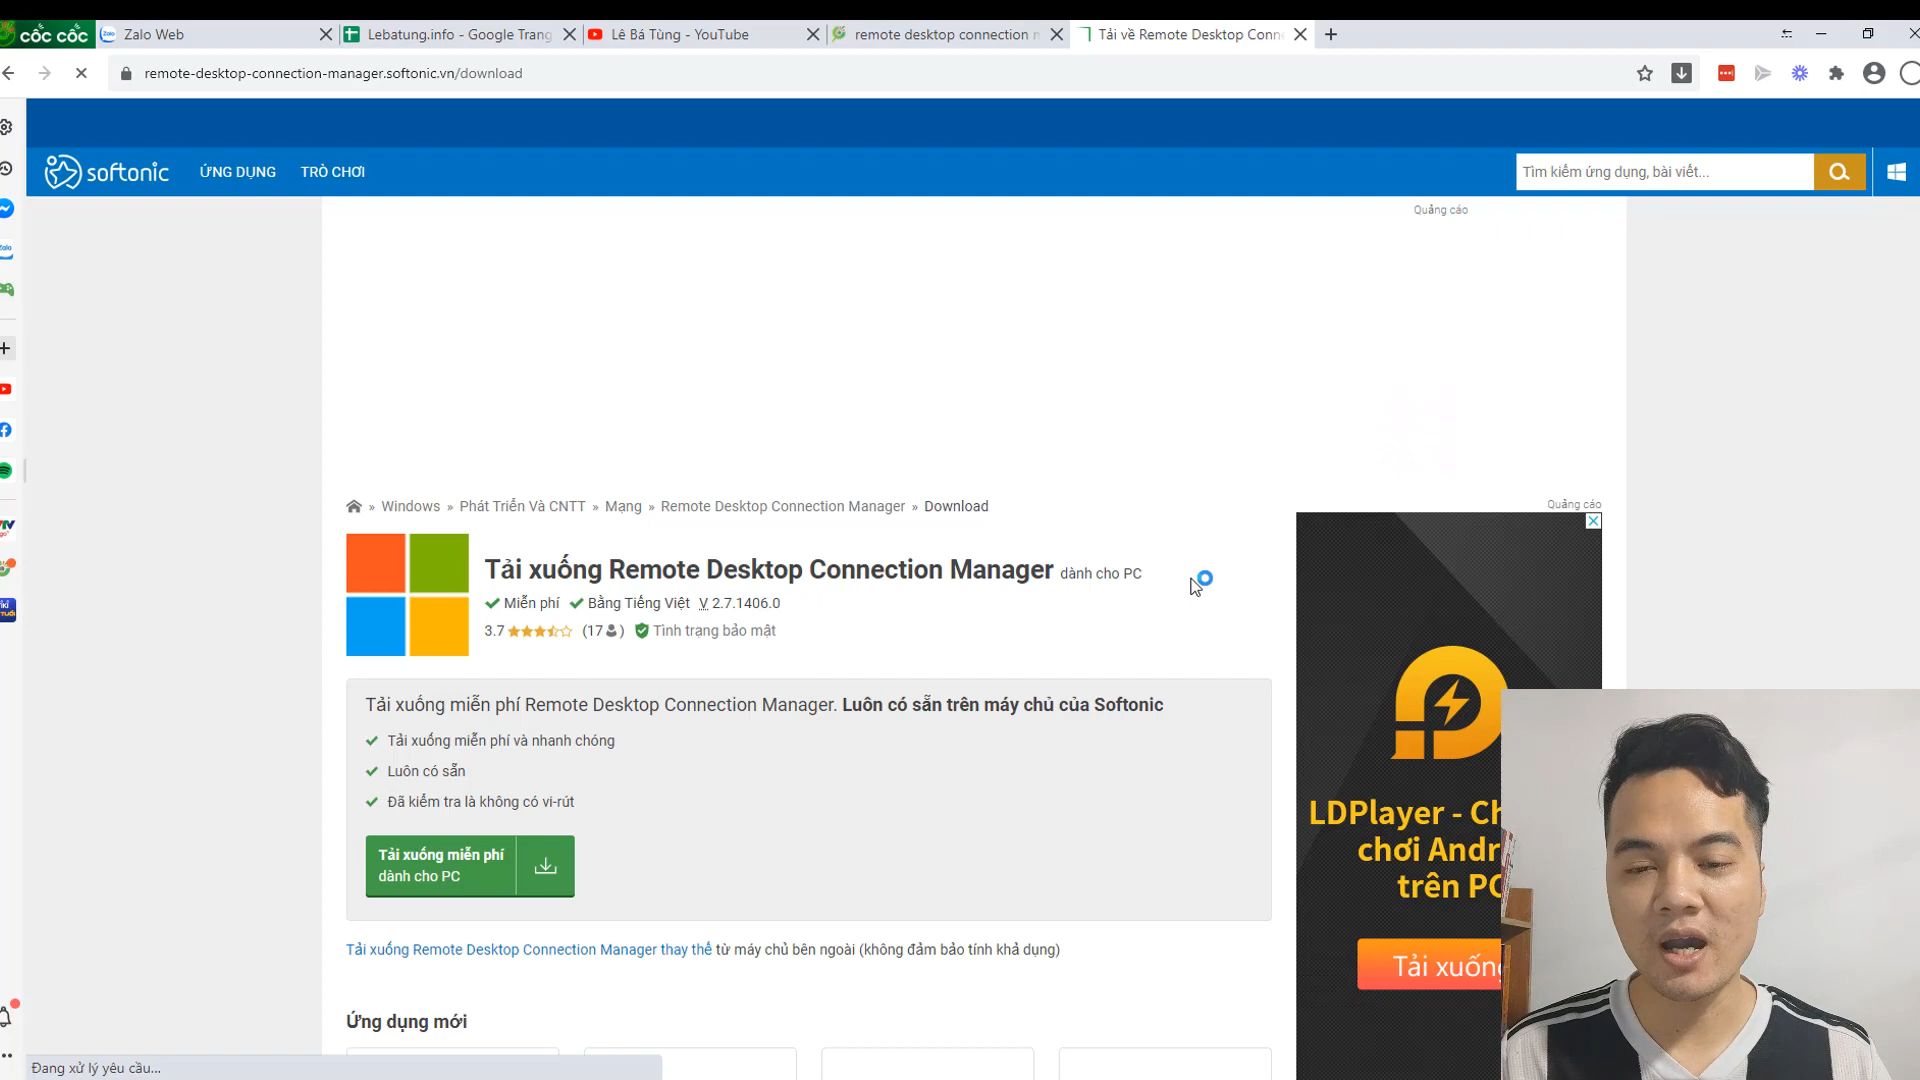 cốc cốc
Zalo Web
Lebatung.info - Google Trang
Lê Bá Tùng - YouTube
remote desktop connection
Tải về Remote Desktop Conn
remote-desktop-connection-manager.softonic.vn/download
softonic
ỨNG DỤNG
TRÒ CHƠI
Tìm kiếm ứng dụng, bài viết...
Quảng cáo
» Windows » Phát Triển Và CNTT » Mạng » Remote Desktop Connection Manager » Download
Quảng cáo
Tải xuống Remote Desktop Connection Manager dành cho PC
Miễn phí Bằng Tiếng Việt V 2.7.1406.0
3.7 (17) Tình trạng bảo mật
Tải xuống miễn phí Remote Desktop Connection Manager. Luôn có sẵn trên máy chủ của Softonic
Tải xuống miễn phí và nhanh chóng
Luôn có sẵn
Đã kiểm tra là không có vi-rút
Tải xuống miễn phí
dành cho PC
Tải xuống Remote Desktop Connection Manager thay thế từ máy chủ bên ngoài (không đảm bảo tính khả dụng)
LDPlayer - Ch
chơi Andr
trên PC
Tải xuống
Ứng dụng mới
Đang xử lý yêu cầu...
Zalo